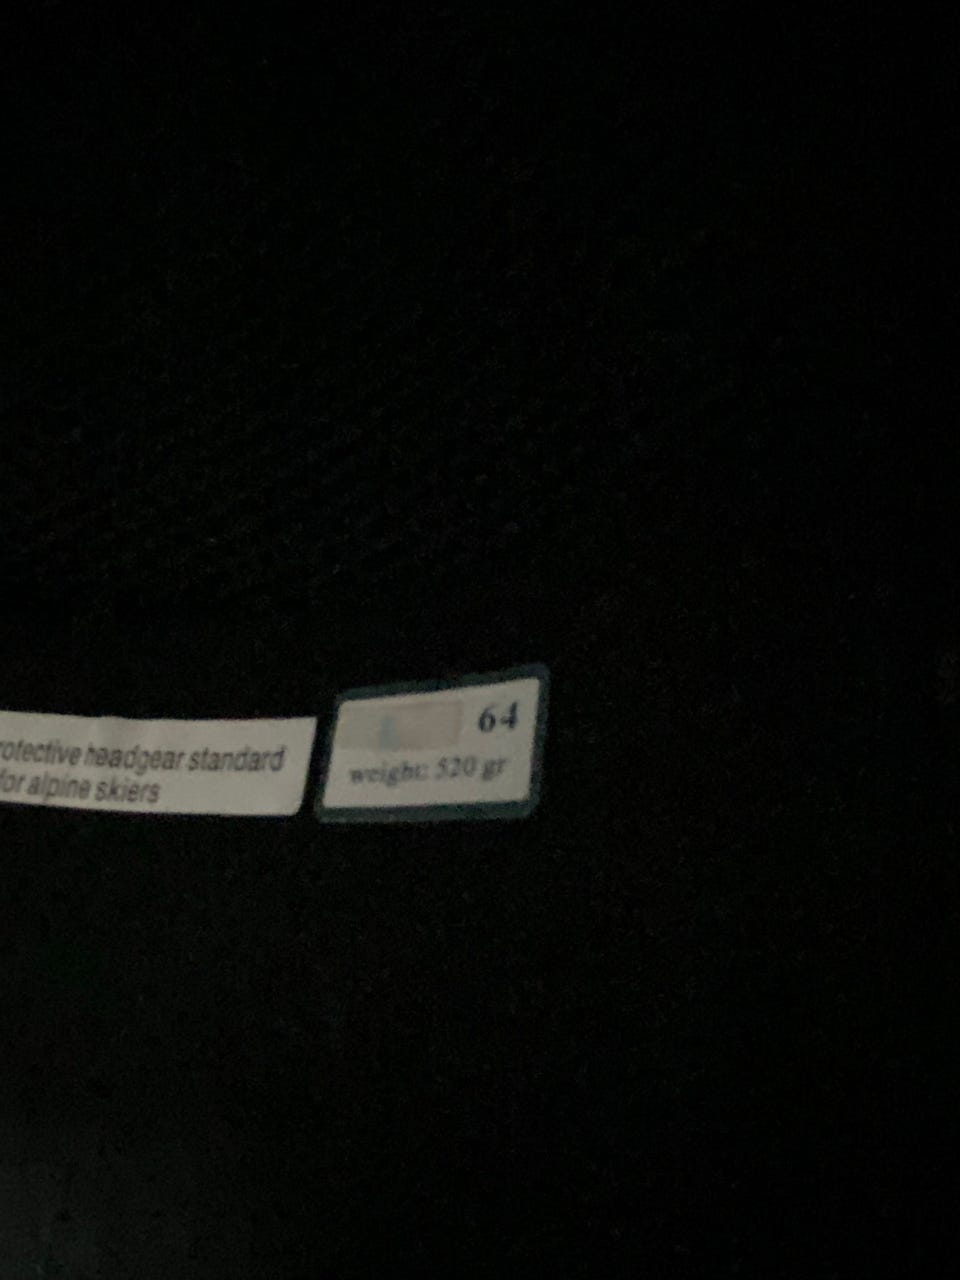 rotective headgear standard
for alpine skiers
64
weight: 520 gr